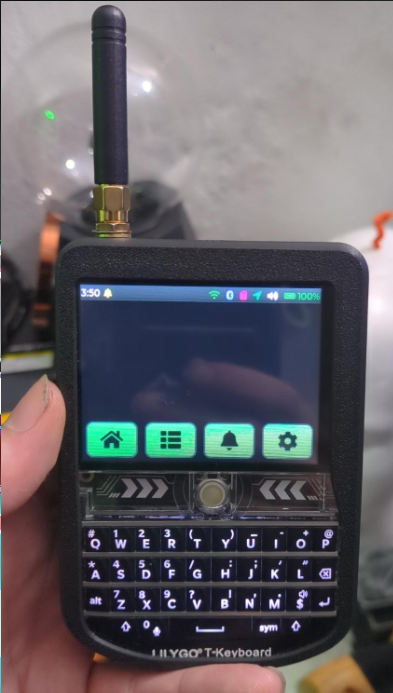 3:50 100%
# 1 2 3 ( ) _ - + @
Q W E R T Y U I O P
* 4 5 6 / : ; ' "
A S D F G H J K L
alt 7 8 9 ? ! , .
Z X C V B N M $
0 sym
LILYGO® T-Keyboard